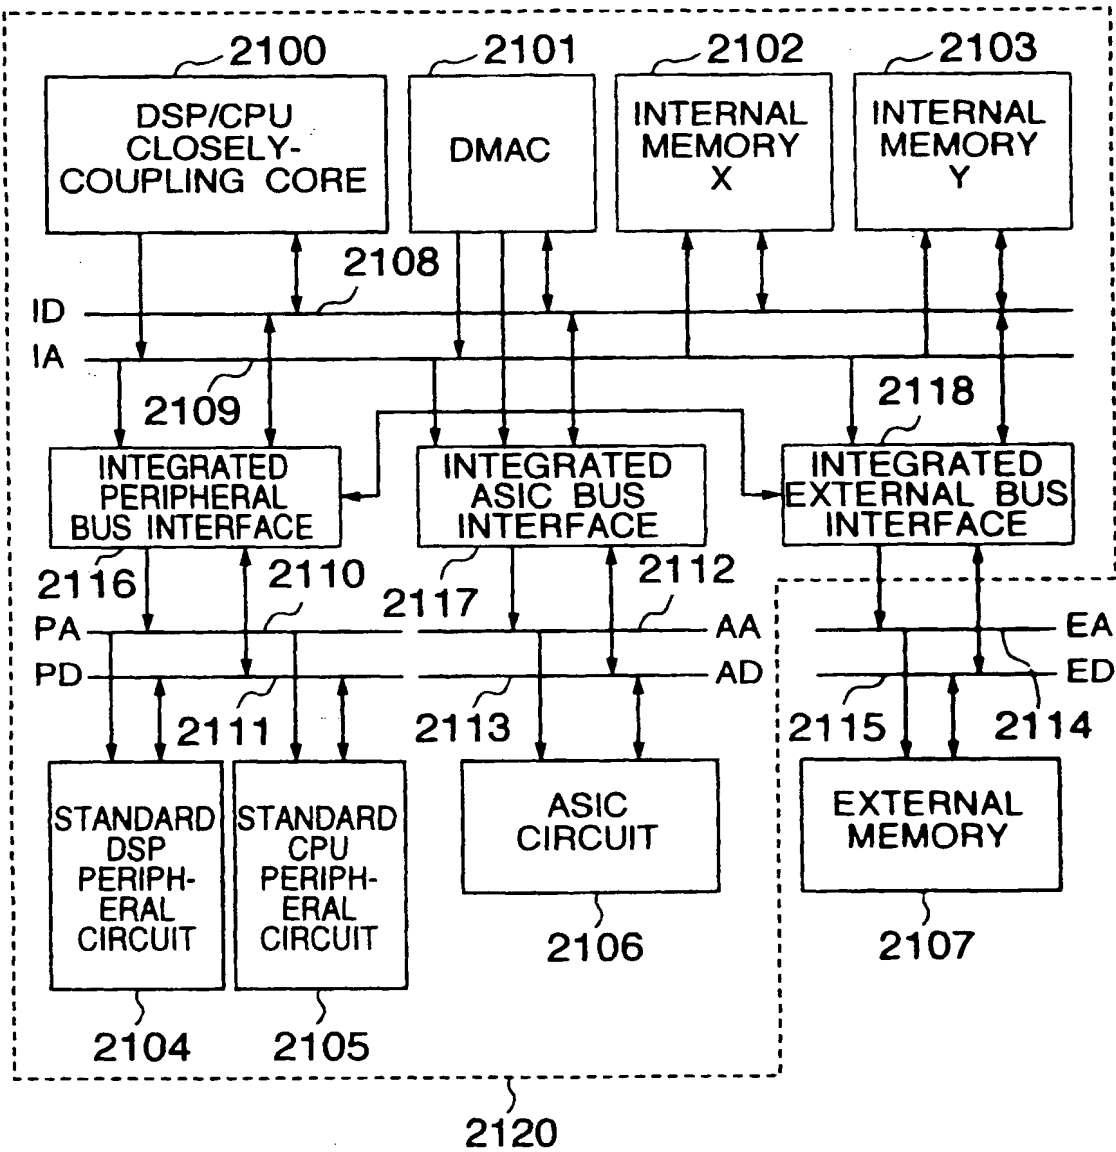 2100
2101
2102
2103
DSP/CPU
CLOSELY-
COUPLING CORE
DMAC
INTERNAL
MEMORY
X
INTERNAL
MEMORY
Y
2108
ID
IA
2109
2118
INTEGRATED
PERIPHERAL
BUS INTERFACE
INTEGRATED
ASIC BUS
INTERFACE
INTEGRATED
EXTERNAL BUS
INTERFACE
2116
2110
2117
2112
PA
AA
EA
PD
AD
ED
2111
2113
2115
2114
STANDARD
DSP
PERIPH-
ERAL
CIRCUIT
STANDARD
CPU
PERIPH-
ERAL
CIRCUIT
ASIC
CIRCUIT
EXTERNAL
MEMORY
2106
2107
2104
2105
2120